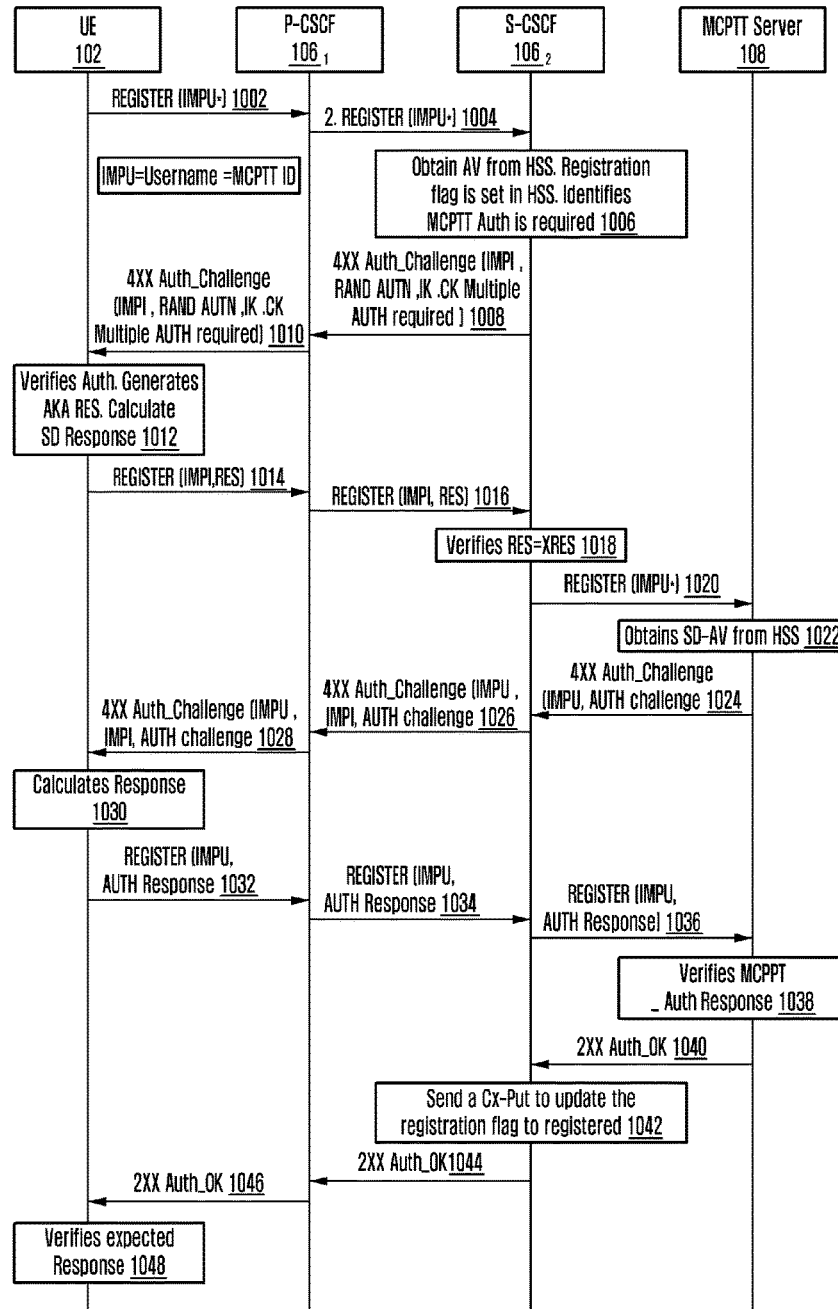 UE
102
P-CSCF
106 1
S-CSCF
106 2
MCPTT Server
108
REGISTER (IMPU*) 1002
2. REGISTER (IMPU*) 1004
IMPU=Username =MCPTT ID
Obtain AV from HSS. Registration
flag is set in HSS. Identifies
MCPTT Auth is required 1006
4XX Auth_Challenge (IMPI ,
RAND AUTN ,IK .CK Multiple
AUTH required ) 1008
4XX Auth_Challenge
(IMPI , RAND AUTN ,IK .CK
Multiple AUTH required) 1010
Verifies Auth. Generates
AKA RES. Calculate
SD Response 1012
REGISTER (IMPI,RES) 1014
REGISTER (IMPI, RES) 1016
Verifies RES=XRES 1018
REGISTER (IMPU*) 1020
Obtains SD-AV from HSS 1022
4XX Auth_Challenge
(IMPU, AUTH challenge 1024
4XX Auth_Challenge (IMPU ,
IMPI, AUTH challenge 1026
4XX Auth_Challenge (IMPU ,
IMPI, AUTH challenge 1028
Calculates Response
1030
REGISTER (IMPU,
AUTH Response 1032
REGISTER (IMPU,
AUTH Response 1034
REGISTER (IMPU,
AUTH Response) 1036
Verifies MCPPT
_ Auth Response 1038
2XX Auth_OK 1040
Send a Cx-Put to update the
registration flag to registered 1042
2XX Auth_OK1044
2XX Auth_OK 1046
Verifies expected
Response 1048